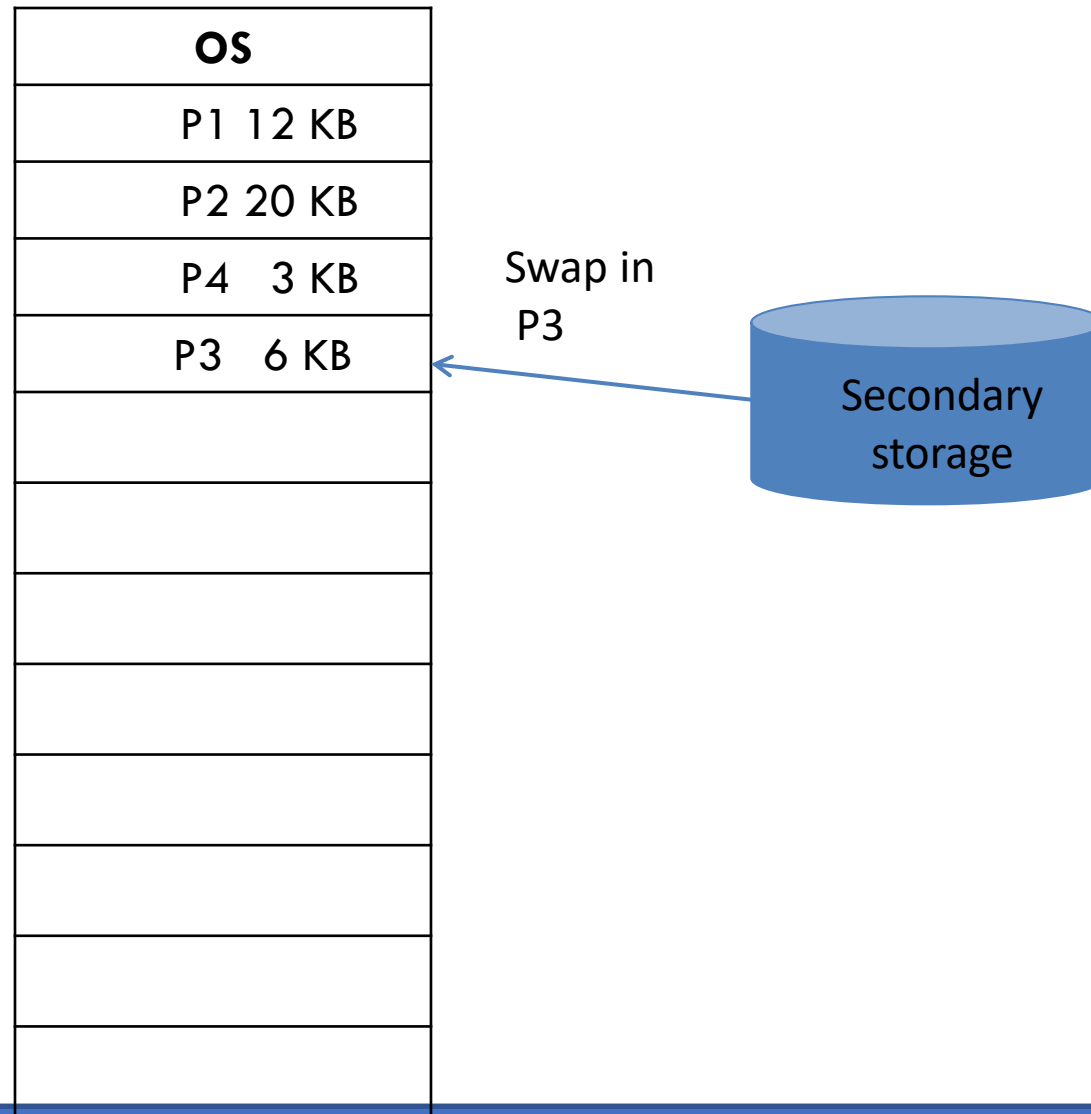 OS
P1 12 KB
P2 20 KB
P4 3 KB
P3 6 KB
Swap in
P3
Secondary
storage